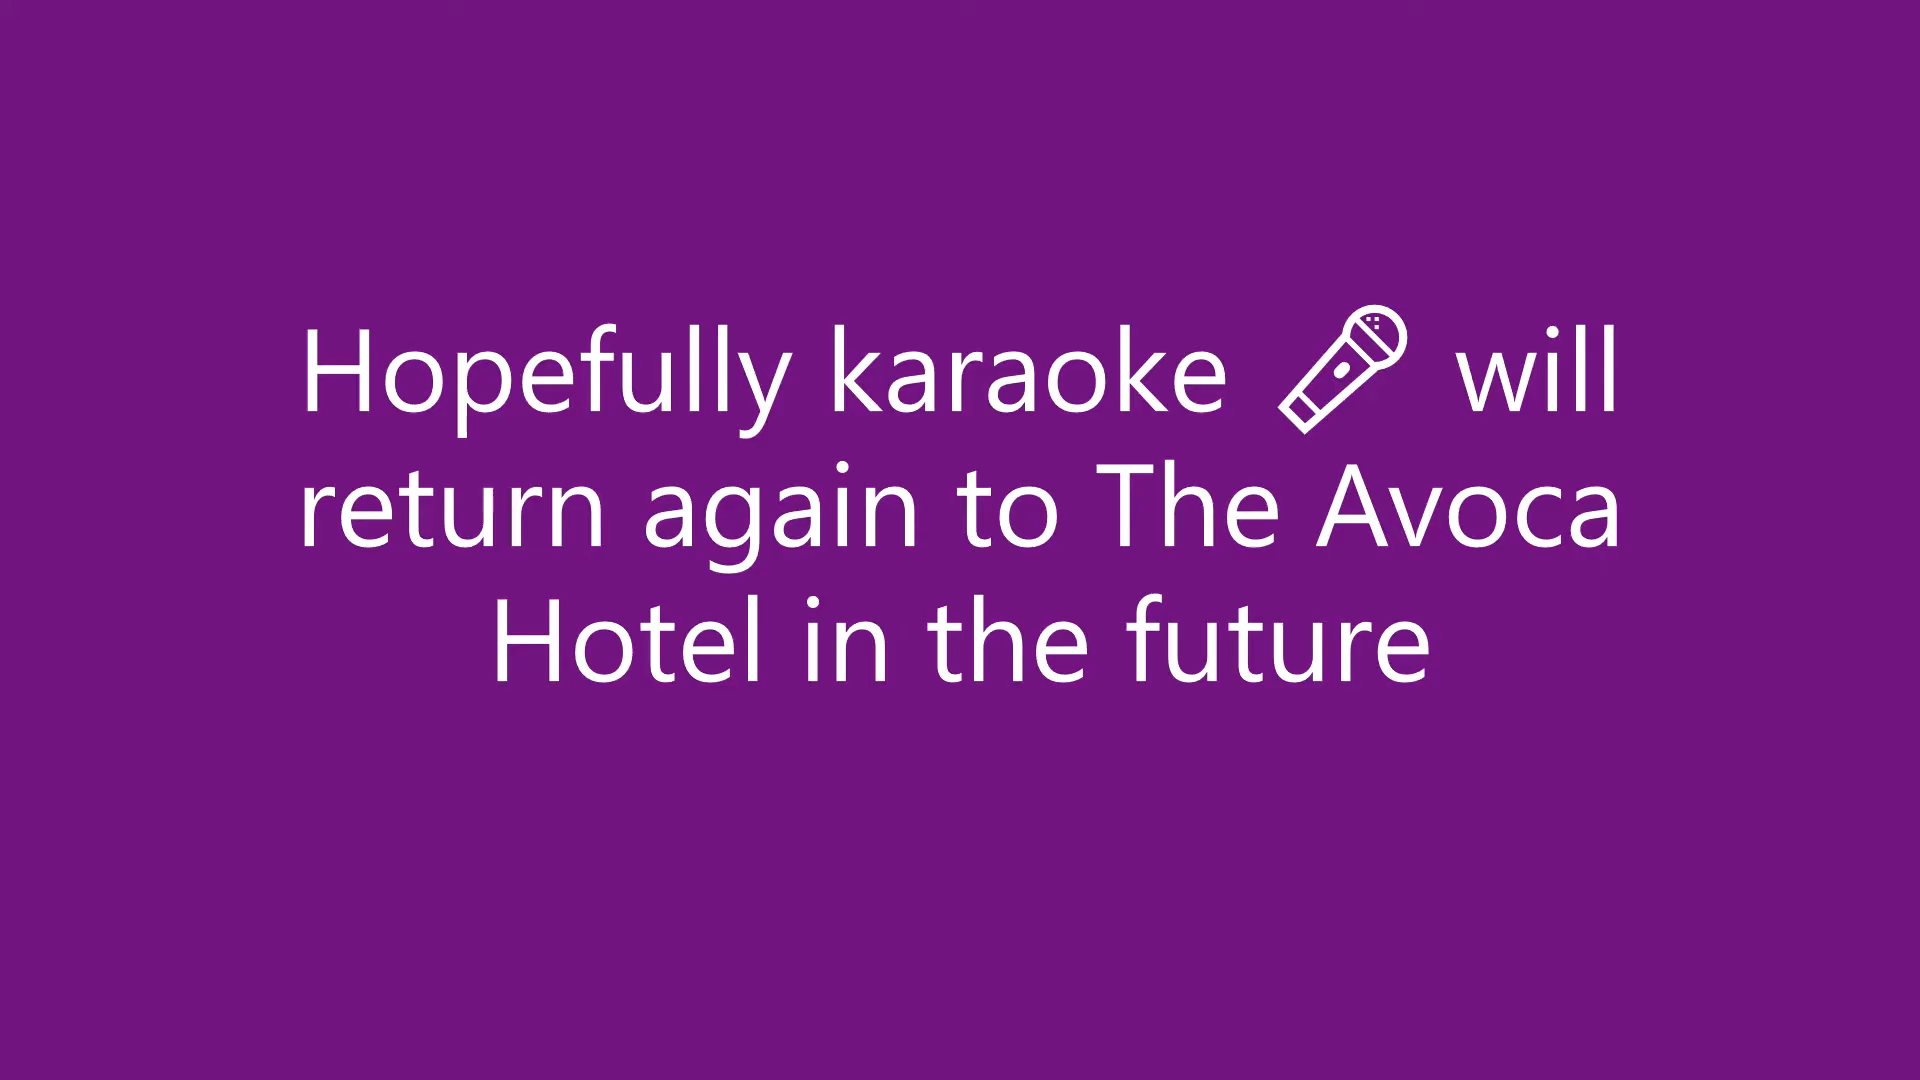 Hopefully karaoke 🎤 will
return again to The Avoca
Hotel in the future